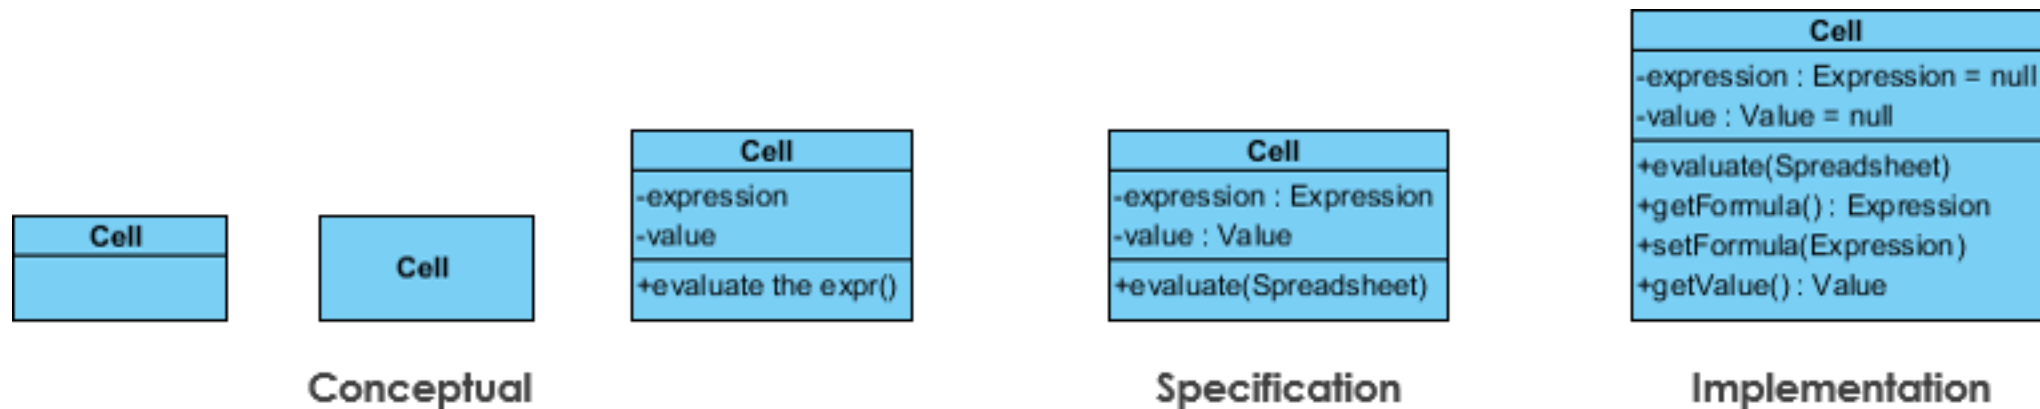 Cell
Cell
Cell
-expression
-value
+evaluate the expr()
Conceptual
Cell
-expression : Expression
-value : Value
+evaluate(Spreadsheet)
Specification
Cell
-expression : Expression = null
-value : Value = null
+evaluate(Spreadsheet)
+getFormula() : Expression
+setFormula(Expression)
+getValue() : Value
Implementation